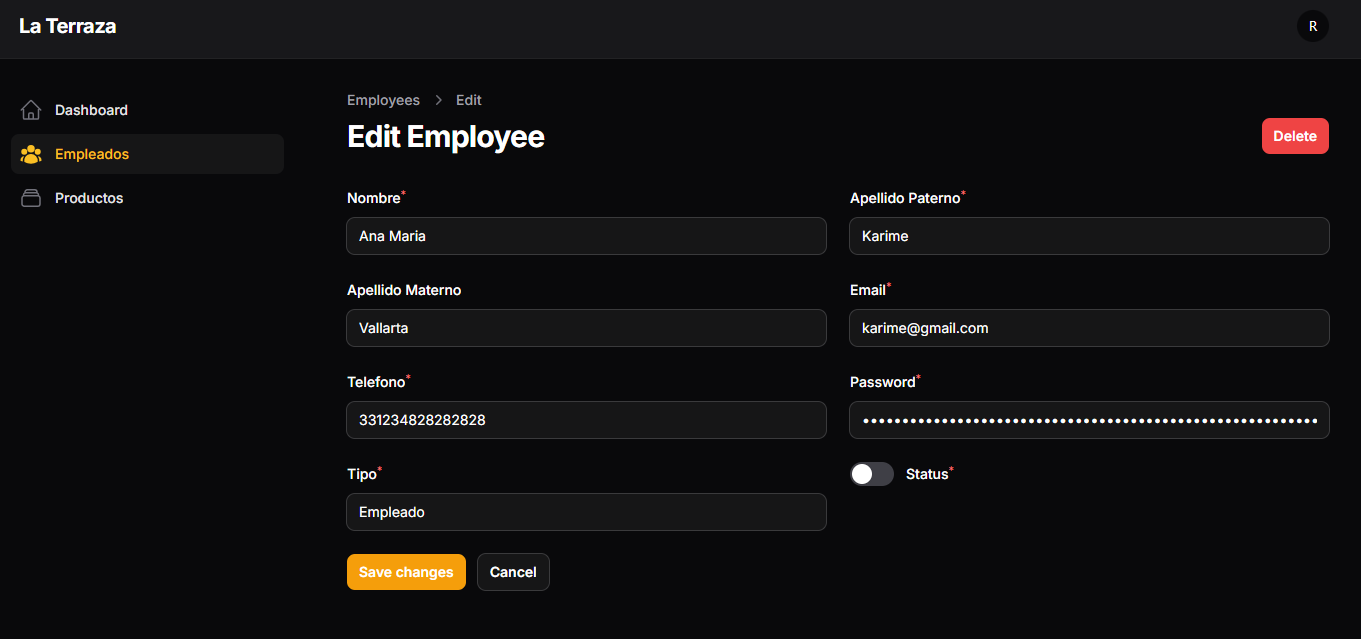 La Terraza
R
Dashboard
Empleados
Productos
Employees > Edit
Edit Employee
Delete
Nombre*
Ana Maria
Apellido Paterno*
Karime
Apellido Materno
Vallarta
Email*
karime@gmail.com
Telefono*
331234828282828
Password*
••••••••••••••••••••••••••••••••••••••••••••••••••••••••••••
Tipo*
Empleado
Status*
Save changes
Cancel